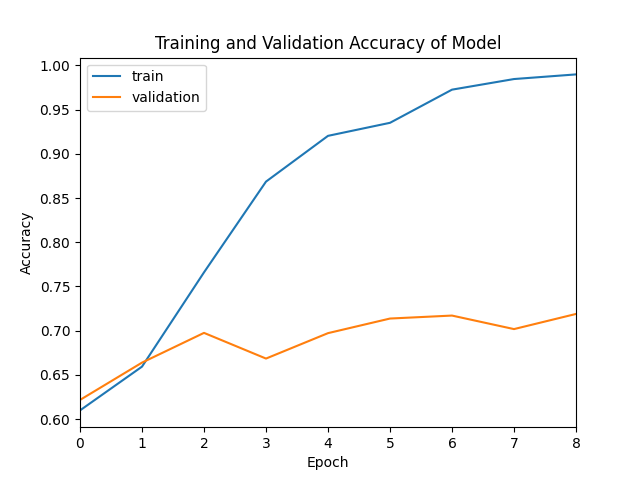 Training and Validation Accuracy of Model
train
validation
1.00
0.95
0.90
0.85
0.80
0.75
0.70
0.65
0.60
Accuracy
0 1 2 3 4 5 6 7 8
Epoch